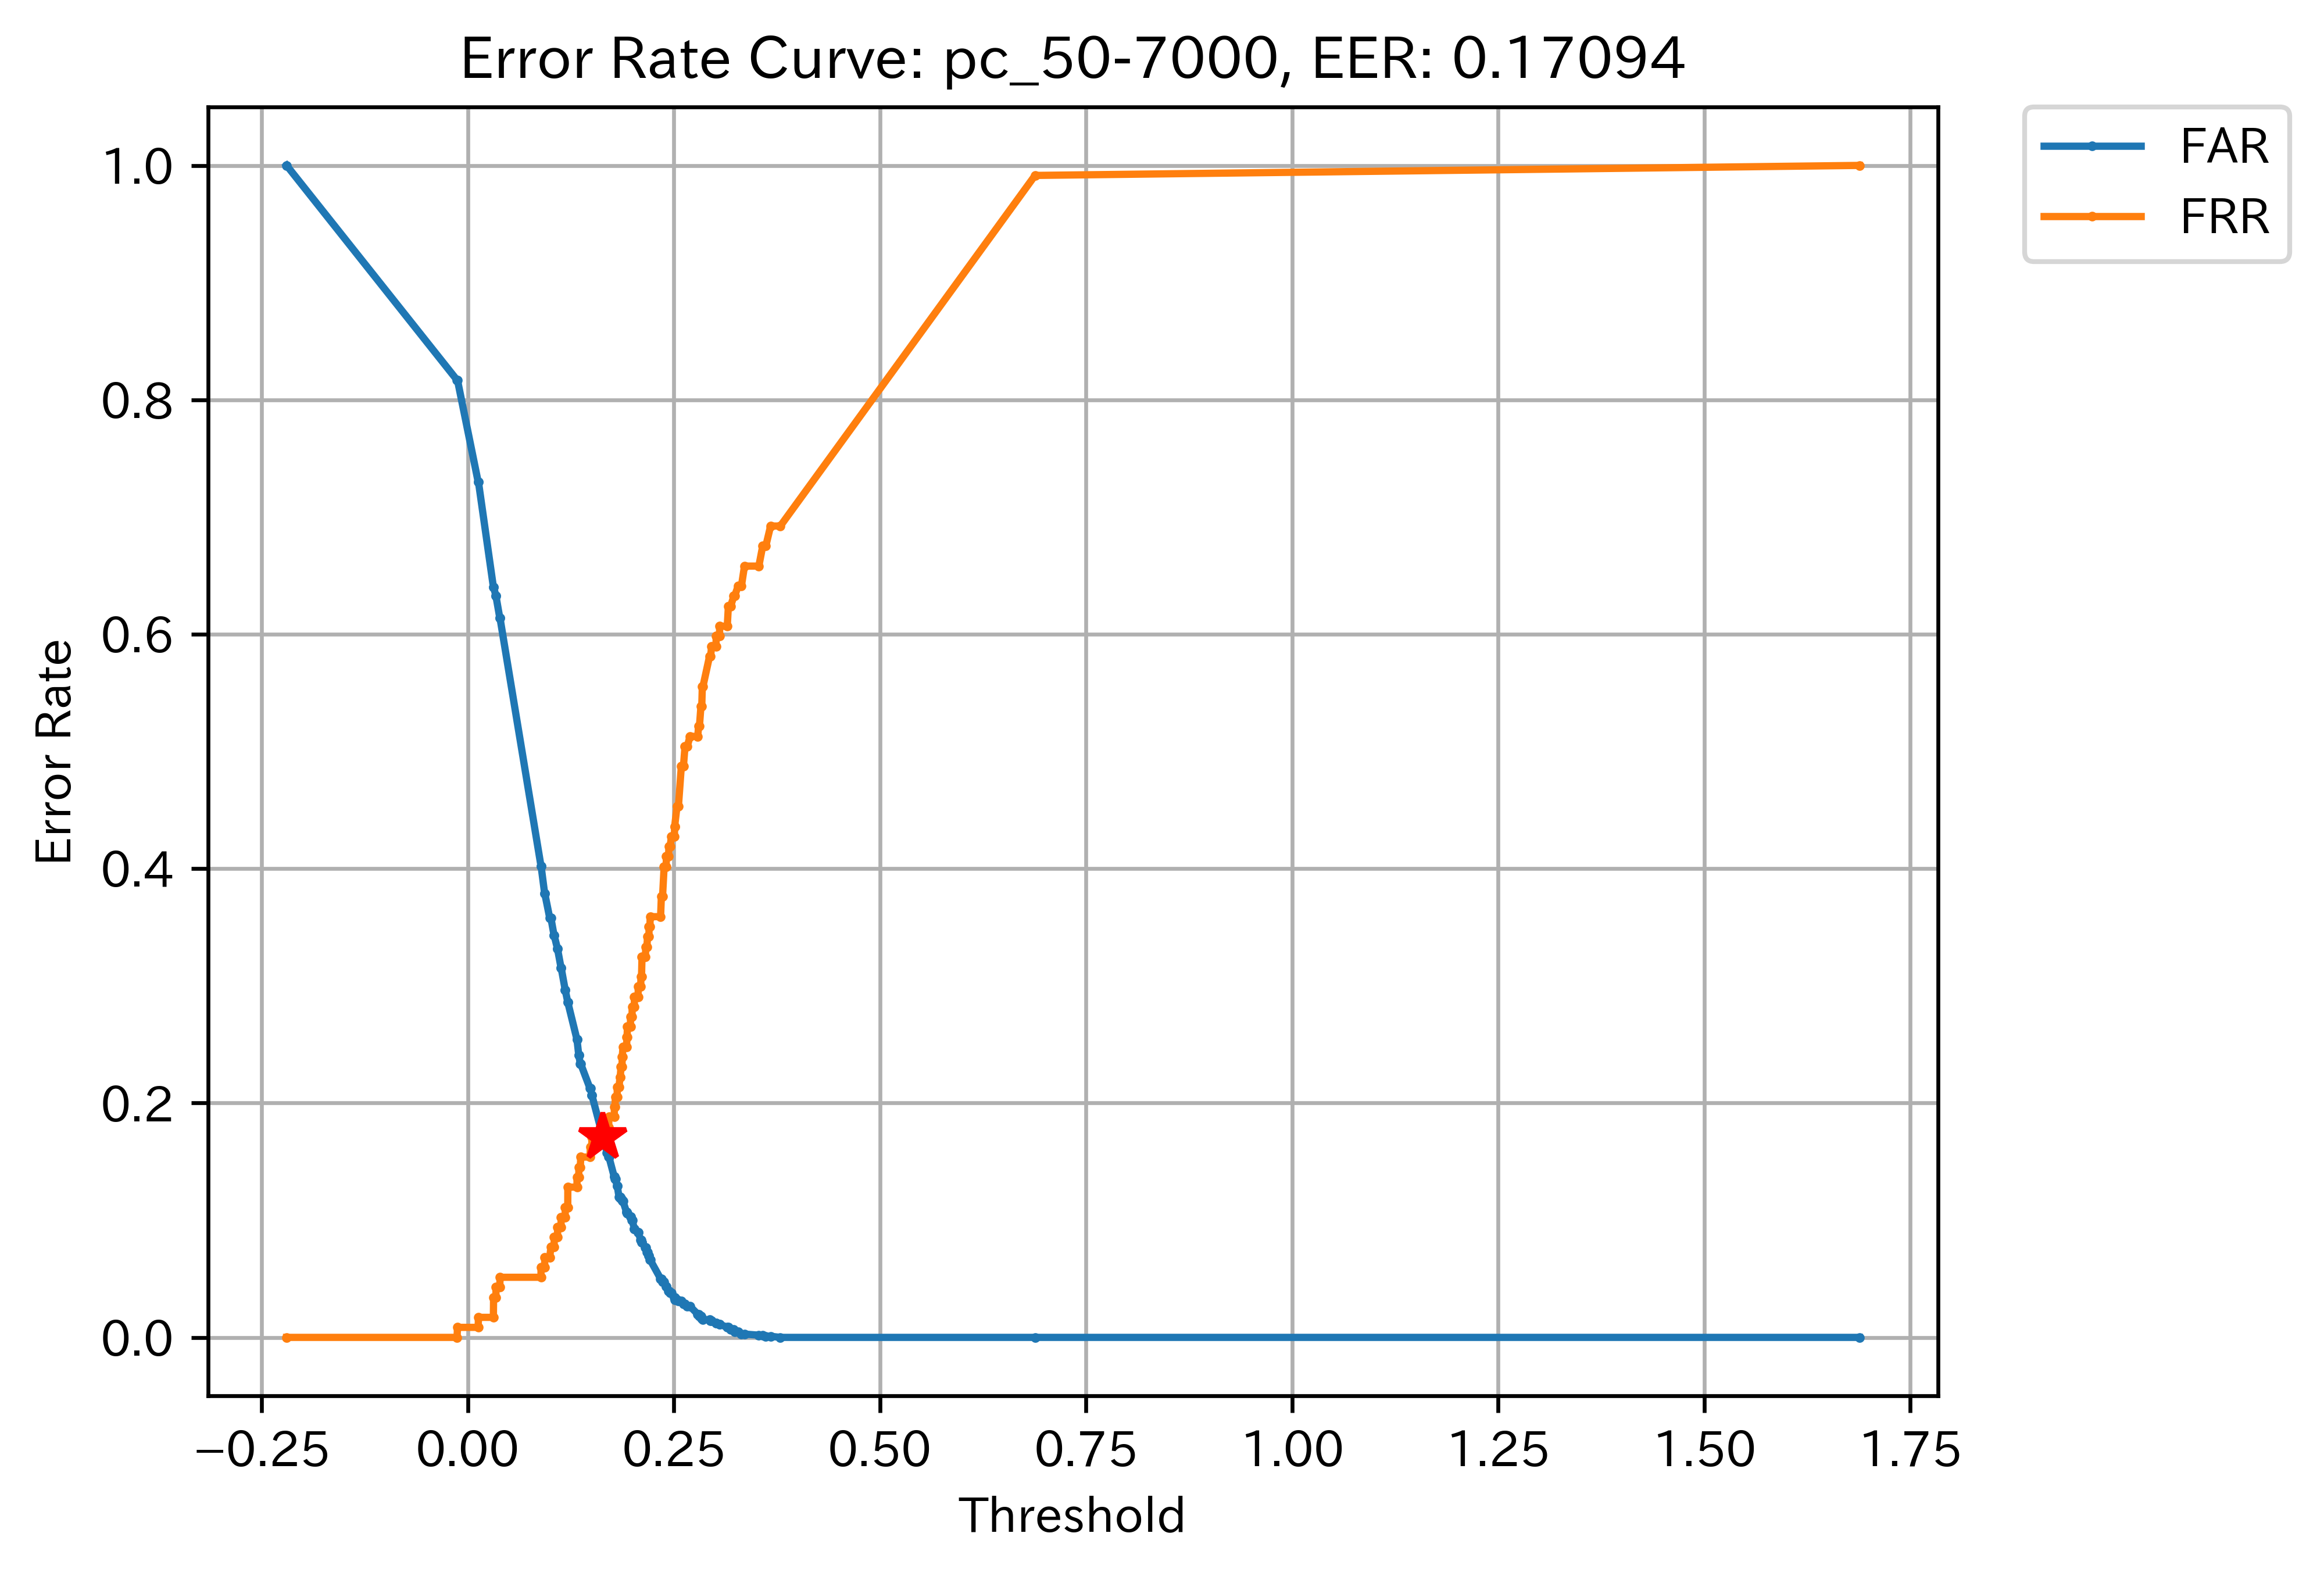 Error Rate Curve: pc_50-7000, EER: 0.17094
FAR
FRR
1.0
0.8
0.6
0.4
0.2
0.0
Error Rate
−0.25 0.00 0.25 0.50 0.75 1.00 1.25 1.50 1.75
Threshold